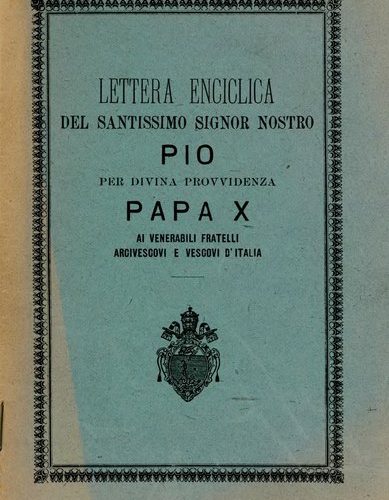 LETTERA ENCICLICA
DEL SANTISSIMO SIGNOR NOSTRO
PIO
PER DIVINA PROVVIDENZA
PAPA X
AI VENERABILI FRATELLI
ARCIVESCOVI E VESCOVI D'ITALIA